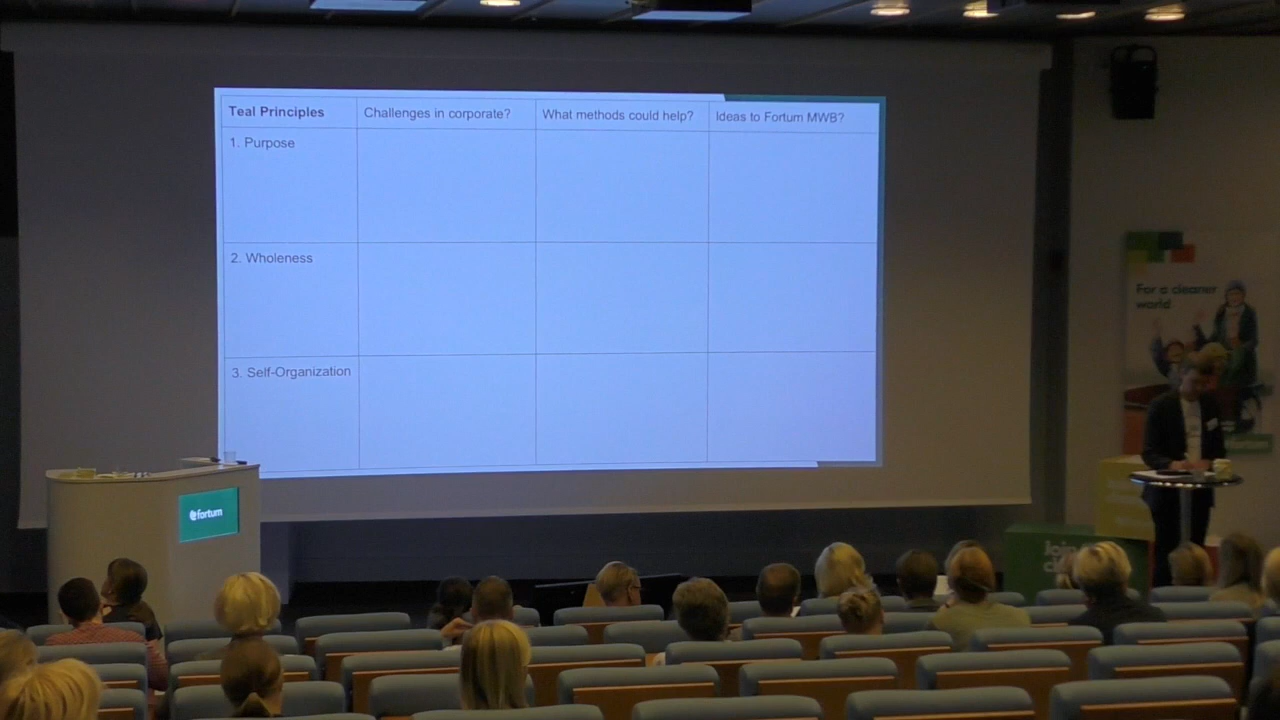 Teal Principles
Challenges in corporate?
What methods could help?
Ideas to Fortum MWB?
1. Purpose
2. Wholeness
3. Self-Organization
fortum
For a cleaner
world